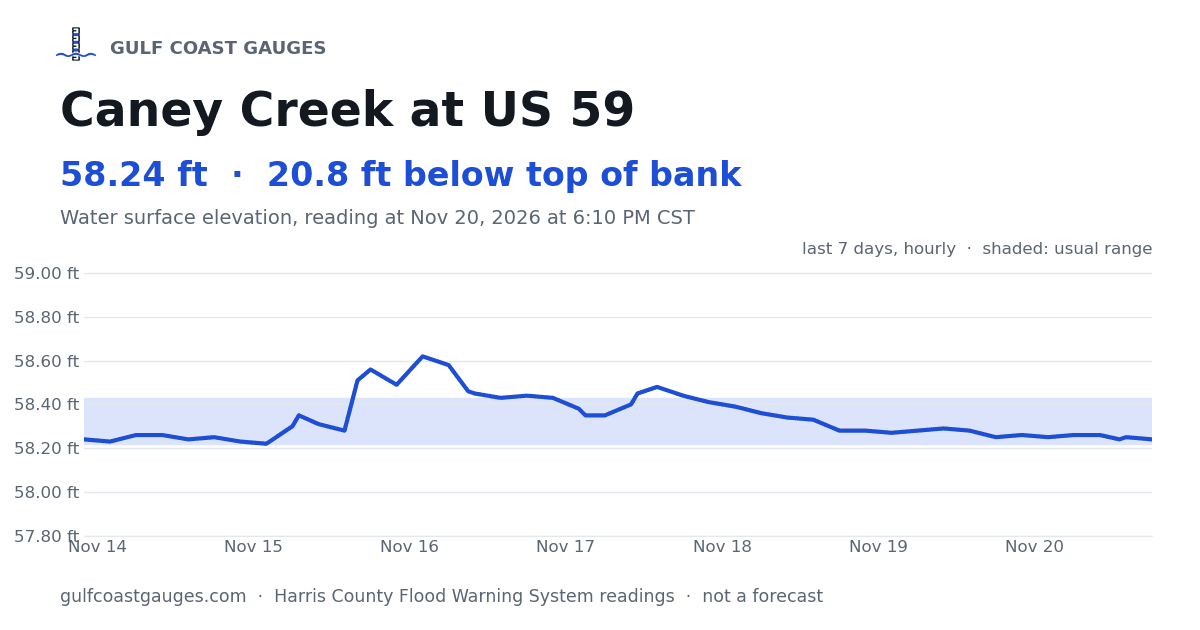 GULF COAST GAUGES
Caney Creek at US 59
58.24 ft · 20.8 ft below top of bank
Water surface elevation, reading at Nov 20, 2026 at 6:10 PM CST
last 7 days, hourly · shaded: usual range
59.00 ft
58.80 ft
58.60 ft
58.40 ft
58.20 ft
58.00 ft
57.80 ft
Nov 14 Nov 15 Nov 16 Nov 17 Nov 18 Nov 19 Nov 20
gulfcoastgauges.com · Harris County Flood Warning System readings · not a forecast